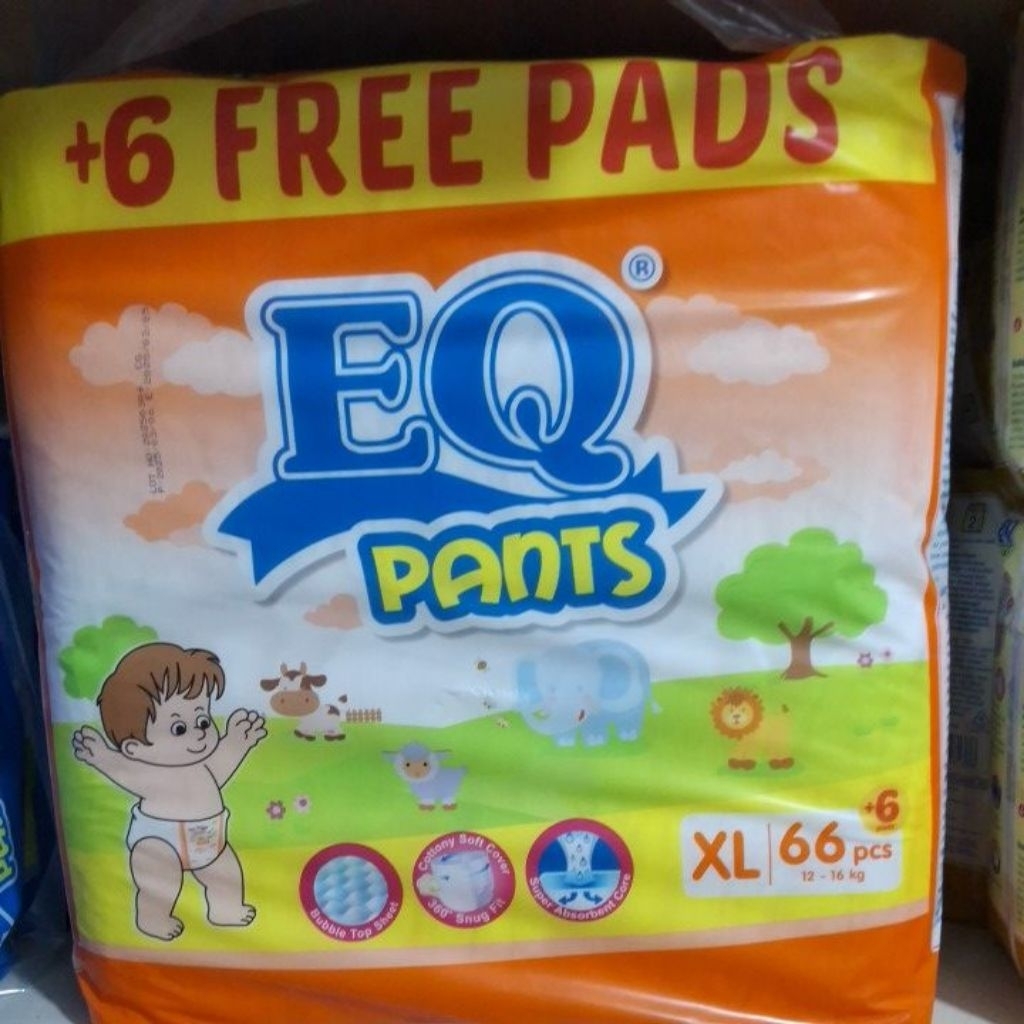 +6 FREE PADS
EQ®
PANTS
Bubble Top Sheet
Cottony Soft Cover
360° Snug Fit
Super Absorbent Core
XL
66 pcs
+6
12 - 16 kg